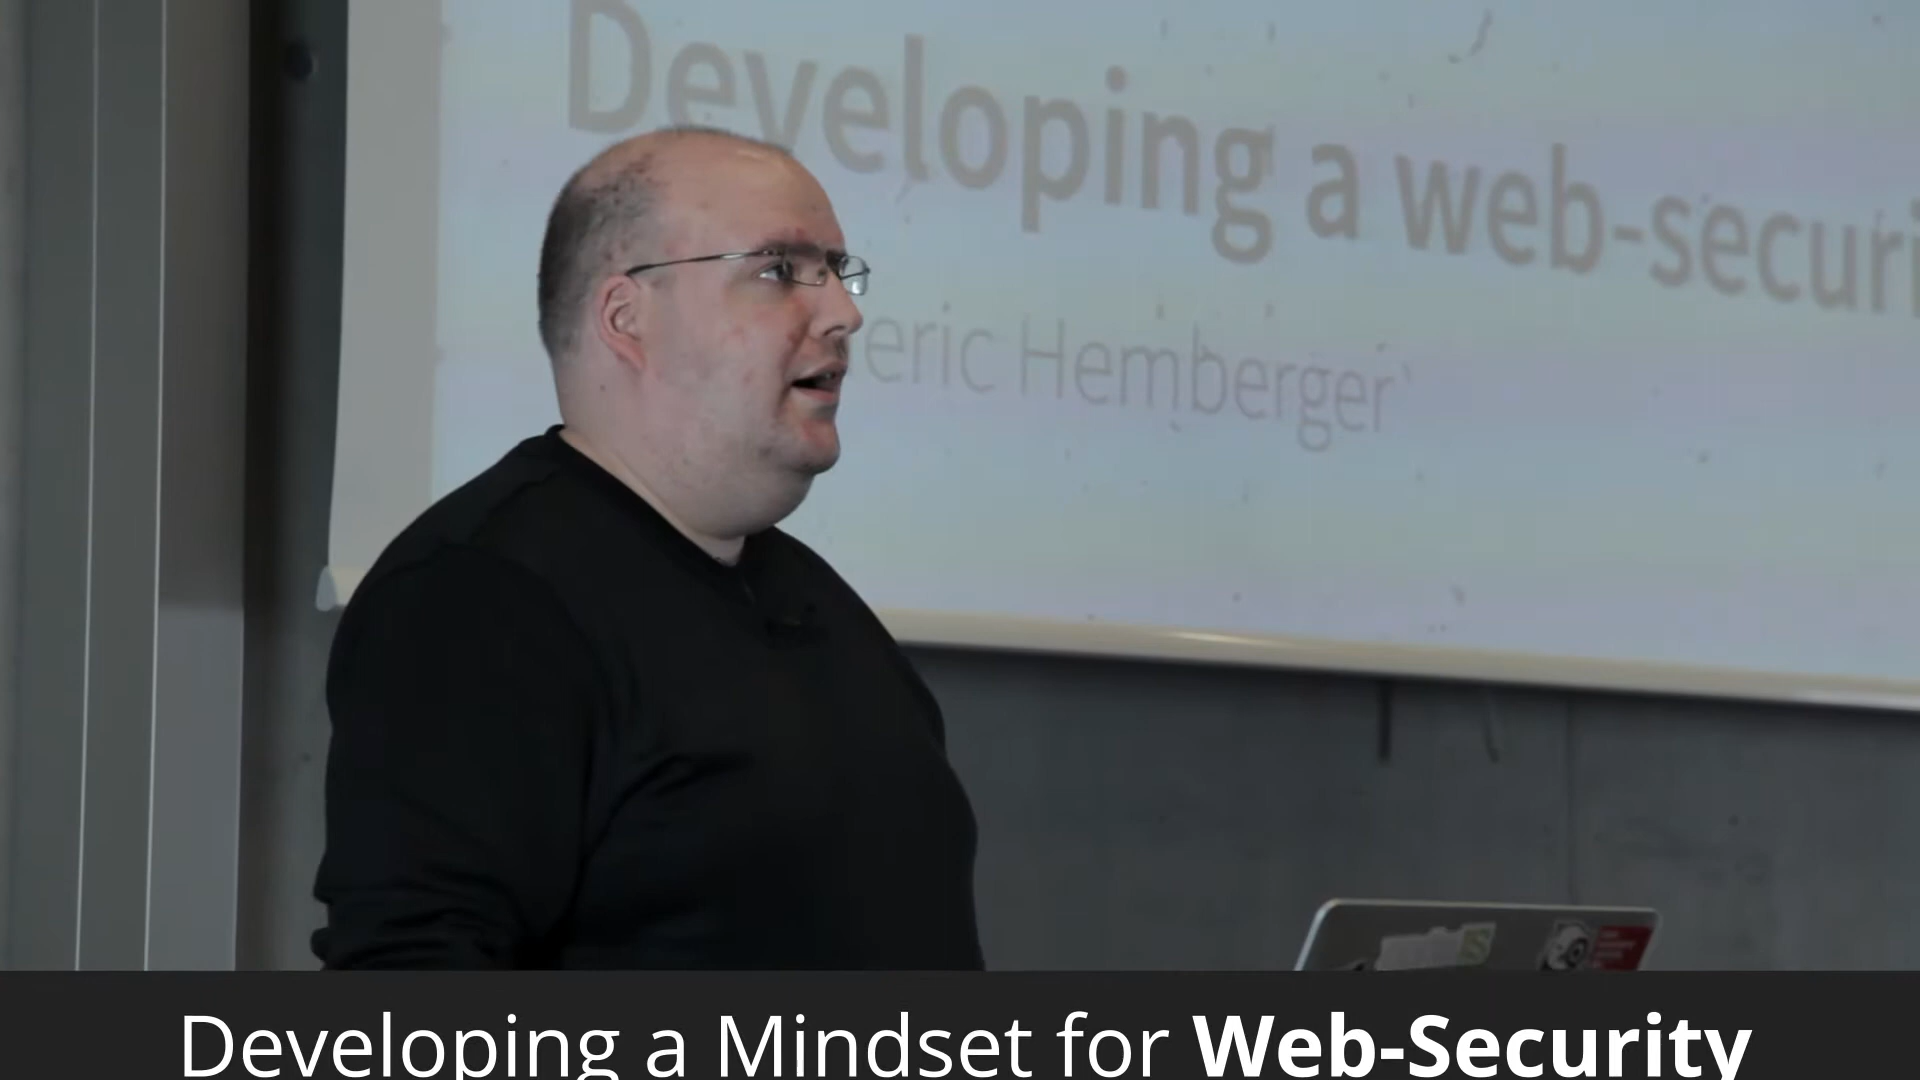 Developing a web-securi
eric Hemberger
Developing a Mindset for Web-Security